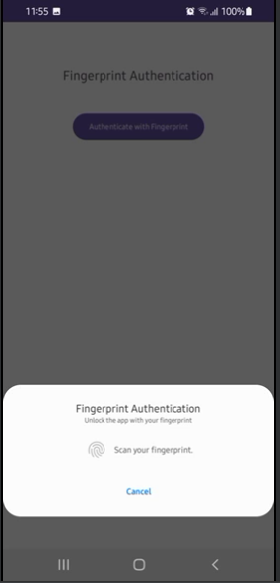 11:55
100%
Fingerprint Authentication
Authenticate with Fingerprint
Fingerprint Authentication
Unlock the app with your fingerprint
Scan your fingerprint.
Cancel